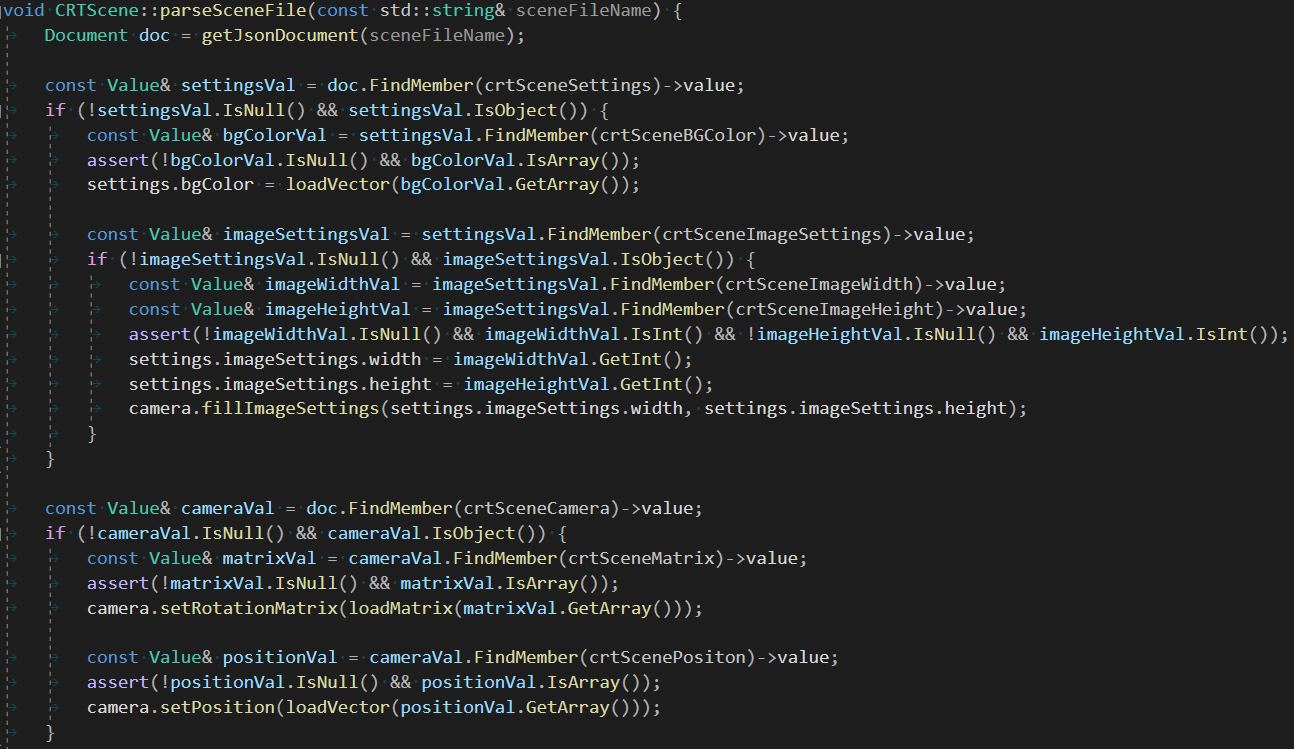 void CRTScene::parseSceneFile(const std::string& sceneFileName) {
    Document doc = getJsonDocument(sceneFileName);

    const Value& settingsVal = doc.FindMember(crtSceneSettings)->value;
    if (!settingsVal.IsNull() && settingsVal.IsObject()) {
        const Value& bgColorVal = settingsVal.FindMember(crtSceneBGColor)->value;
        assert(!bgColorVal.IsNull() && bgColorVal.IsArray());
        settings.bgColor = loadVector(bgColorVal.GetArray());

        const Value& imageSettingsVal = settingsVal.FindMember(crtSceneImageSettings)->value;
        if (!imageSettingsVal.IsNull() && imageSettingsVal.IsObject()) {
            const Value& imageWidthVal = imageSettingsVal.FindMember(crtSceneImageWidth)->value;
            const Value& imageHeightVal = imageSettingsVal.FindMember(crtSceneImageHeight)->value;
            assert(!imageWidthVal.IsNull() && imageWidthVal.IsInt() && !imageHeightVal.IsNull() && imageHeightVal.IsInt());
            settings.imageSettings.width = imageWidthVal.GetInt();
            settings.imageSettings.height = imageHeightVal.GetInt();
            camera.fillImageSettings(settings.imageSettings.width, settings.imageSettings.height);
        }
    }

    const Value& cameraVal = doc.FindMember(crtSceneCamera)->value;
    if (!cameraVal.IsNull() && cameraVal.IsObject()) {
        const Value& matrixVal = cameraVal.FindMember(crtSceneMatrix)->value;
        assert(!matrixVal.IsNull() && matrixVal.IsArray());
        camera.setRotationMatrix(loadMatrix(matrixVal.GetArray()));

        const Value& positionVal = cameraVal.FindMember(crtScenePositon)->value;
        assert(!positionVal.IsNull() && positionVal.IsArray());
        camera.setPosition(loadVector(positionVal.GetArray()));
    }